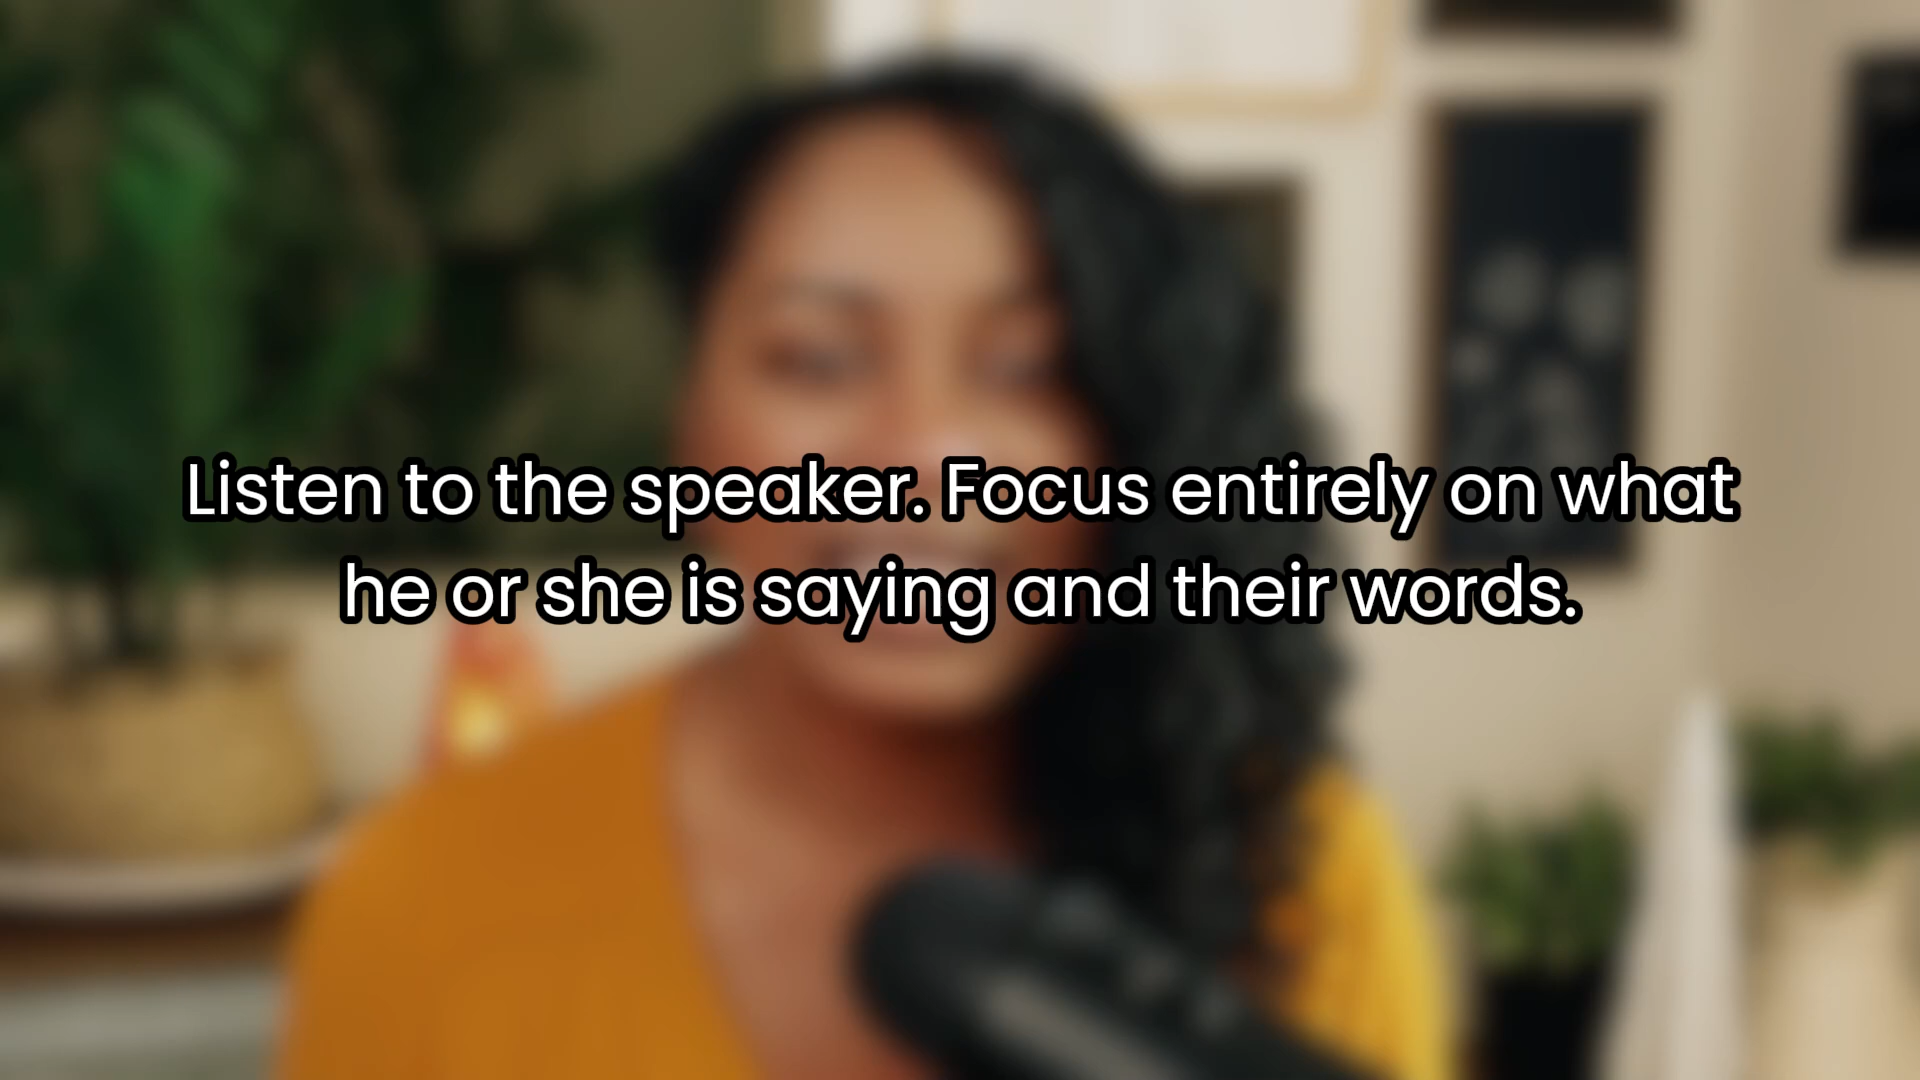 Listen to the speaker. Focus entirely on what
he or she is saying and their words.